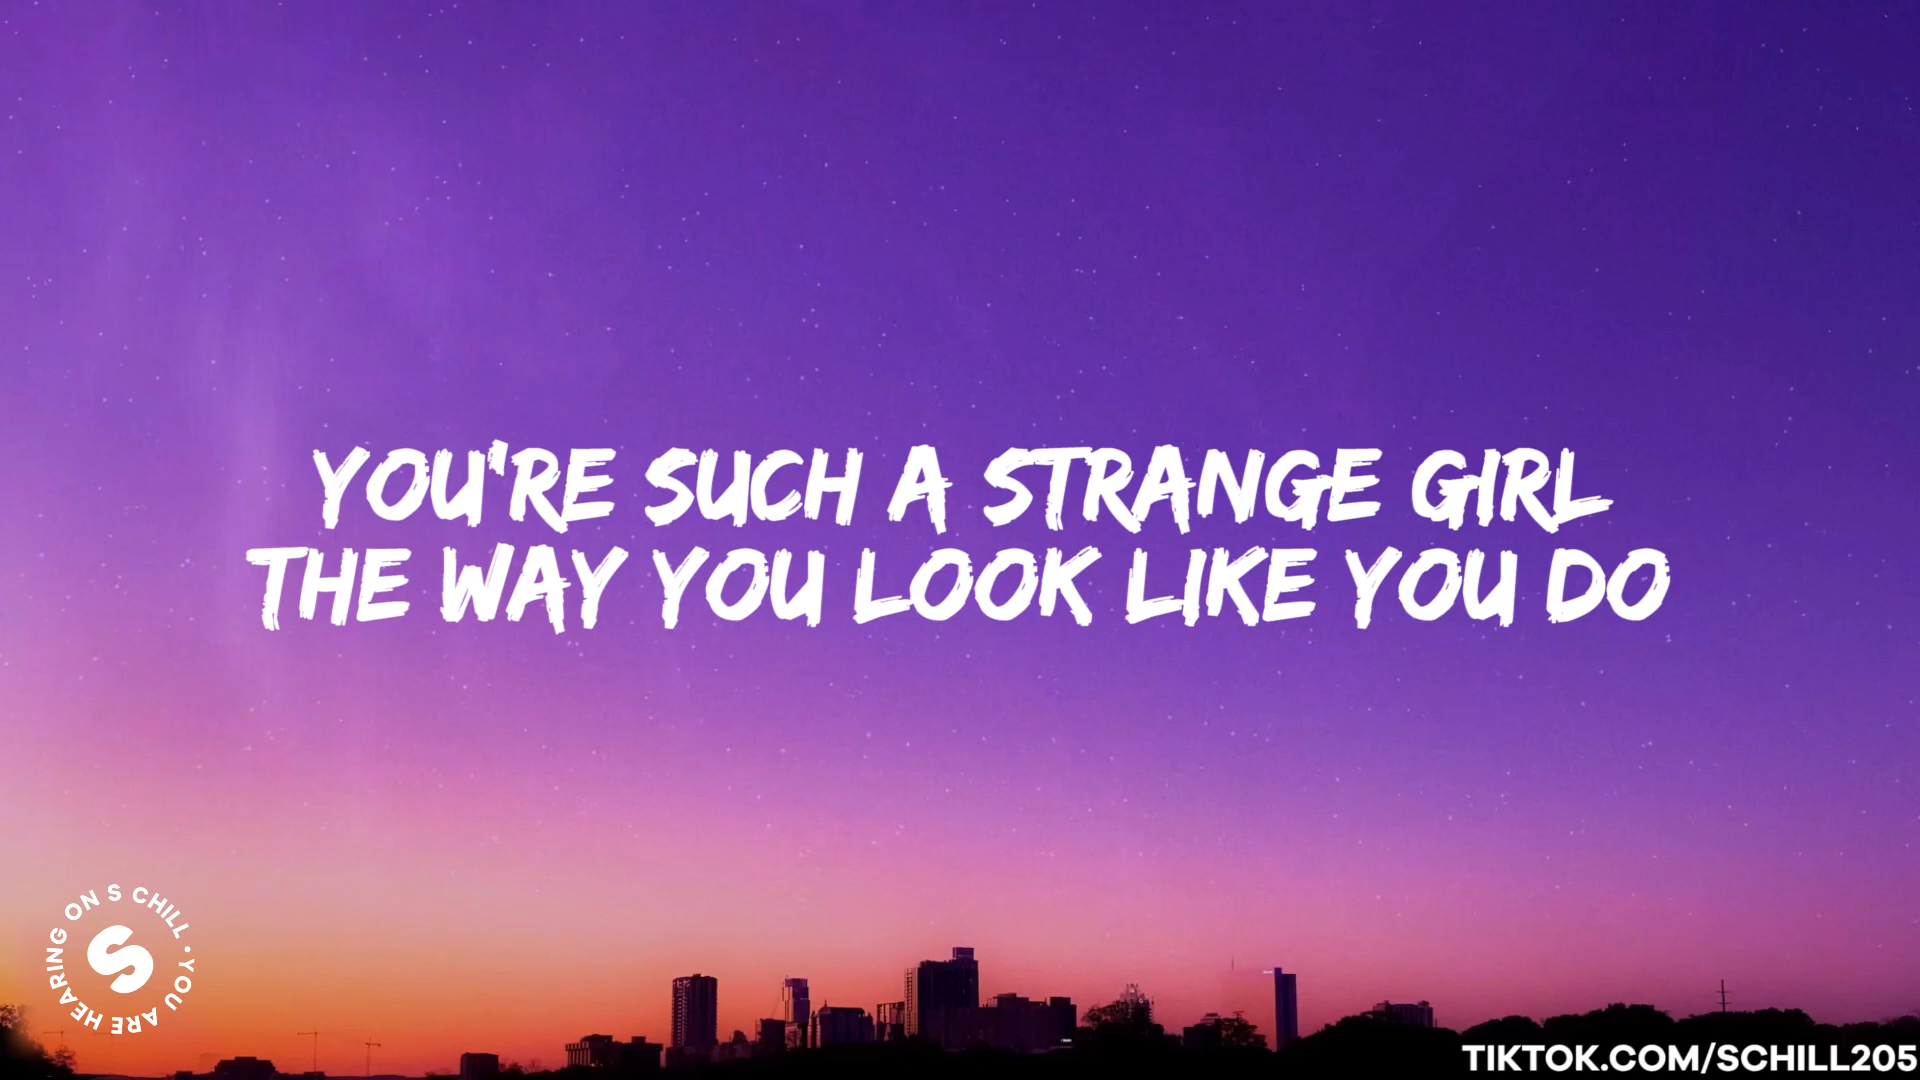 YOU'RE SUCH A STRANGE GIRL
THE WAY YOU LOOK LIKE YOU DO
YOU ARE HEARING ON S CHILL •
S
TIKTOK.COM/SCHILL205